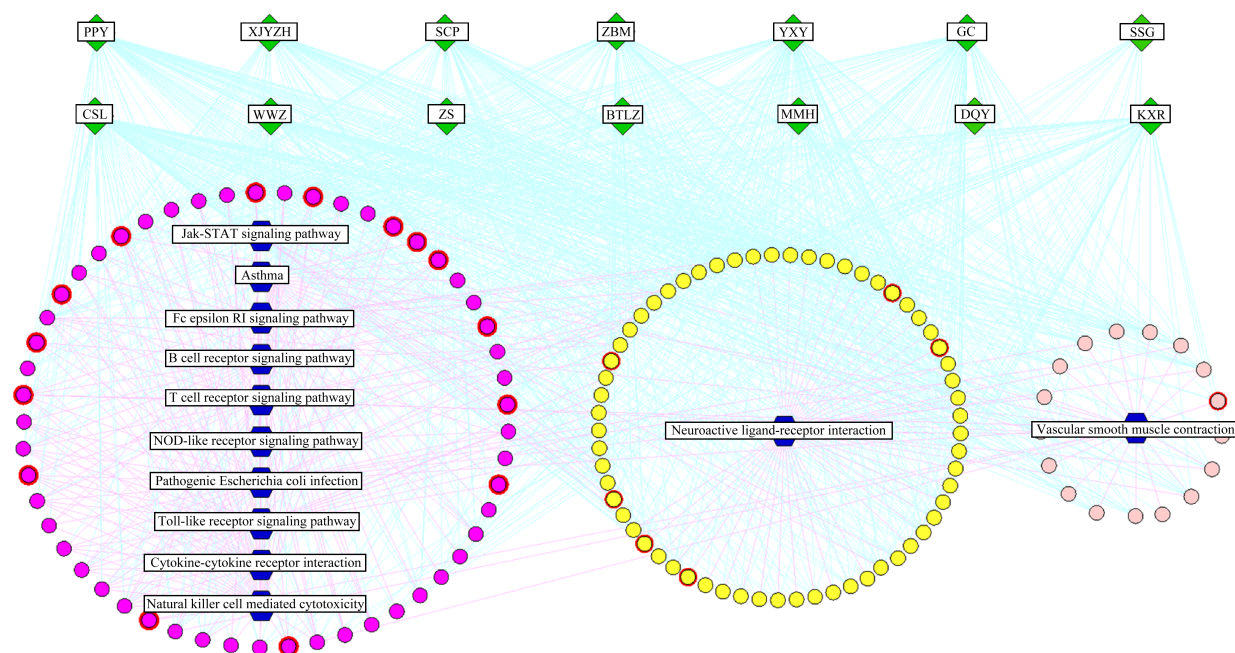 PPY
XJYZH
SCP
ZBM
YXY
GC
SSG
CSL
WWZ
ZS
BTLZ
MMH
DQY
KXR
Jak-STAT signaling pathway
Asthma
Fc epsilon RI signaling pathway
B cell receptor signaling pathway
T cell receptor signaling pathway
NOD-like receptor signaling pathway
Pathogenic Escherichia coli infection
Toll-like receptor signaling pathway
Cytokine-cytokine receptor interaction
Natural killer cell mediated cytotoxicity
Neuroactive ligand-receptor interaction
Vascular smooth muscle contraction